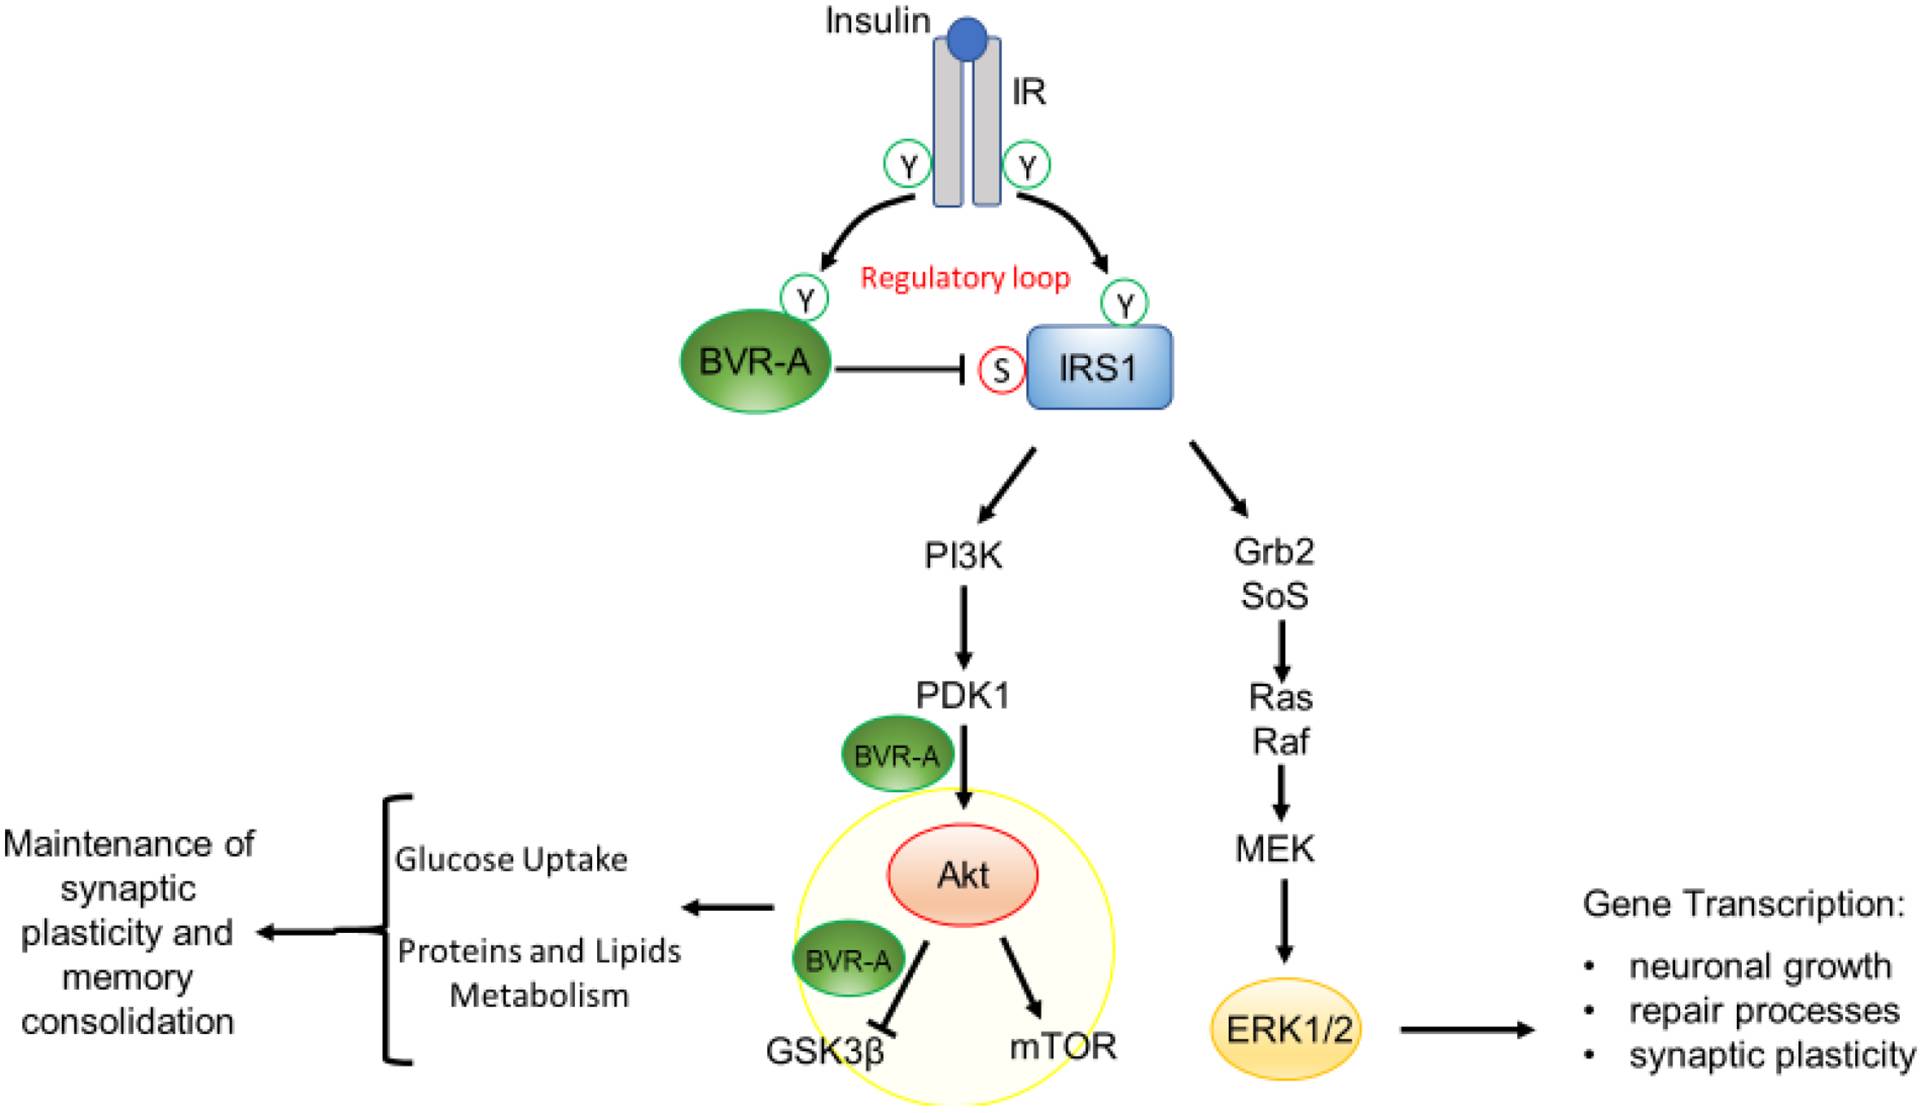 Insulin
IR
Y
Y
Regulatory loop
Y
Y
BVR-A
S
IRS1
PI3K
Grb2
SoS
PDK1
Ras
Raf
BVR-A
MEK
Akt
Maintenance of
synaptic
plasticity and
memory
consolidation
Glucose Uptake
Proteins and Lipids
Metabolism
BVR-A
GSK3β
mTOR
ERK1/2
Gene Transcription:
• neuronal growth
• repair processes
• synaptic plasticity